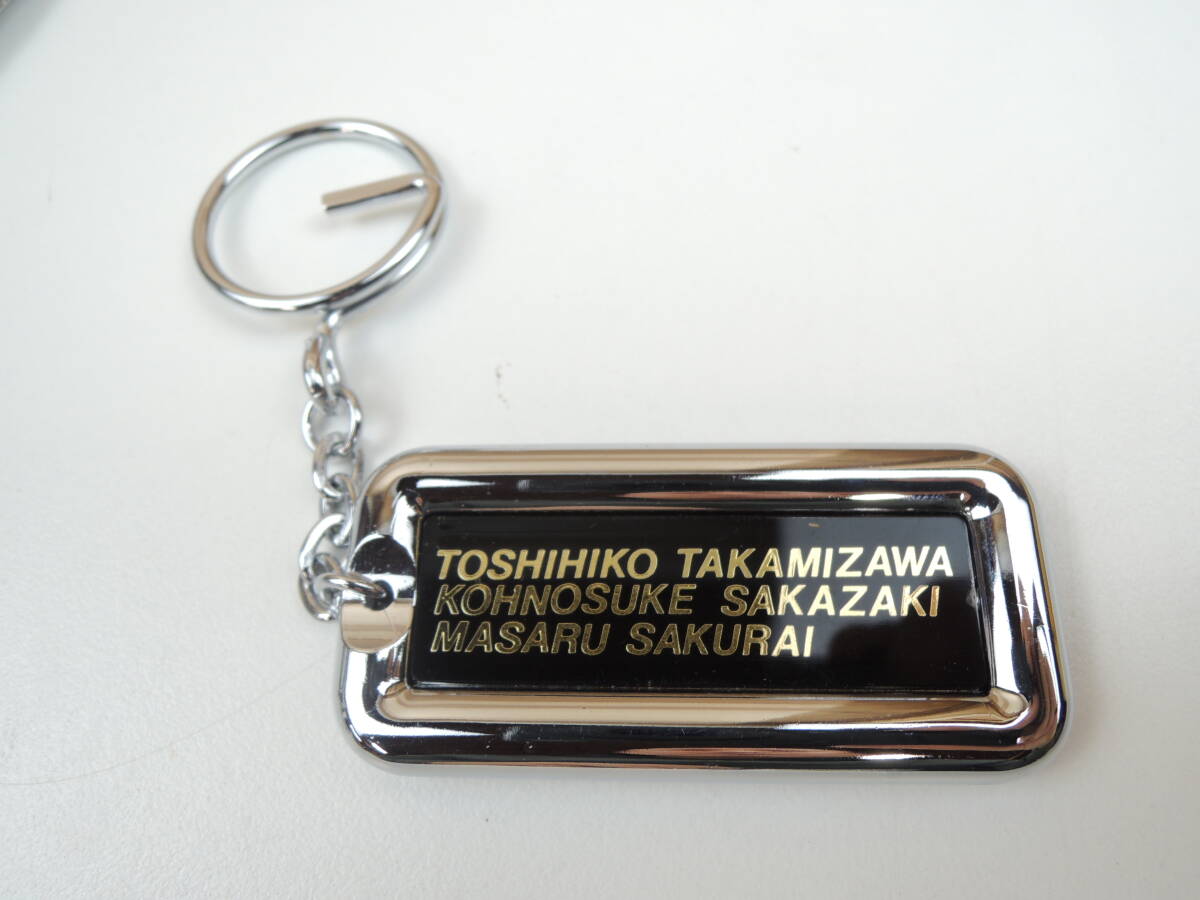 TOSHIHIKO TAKAMIZAWA
KOHNOSUKE SAKAZAKI
MASARU SAKURAI